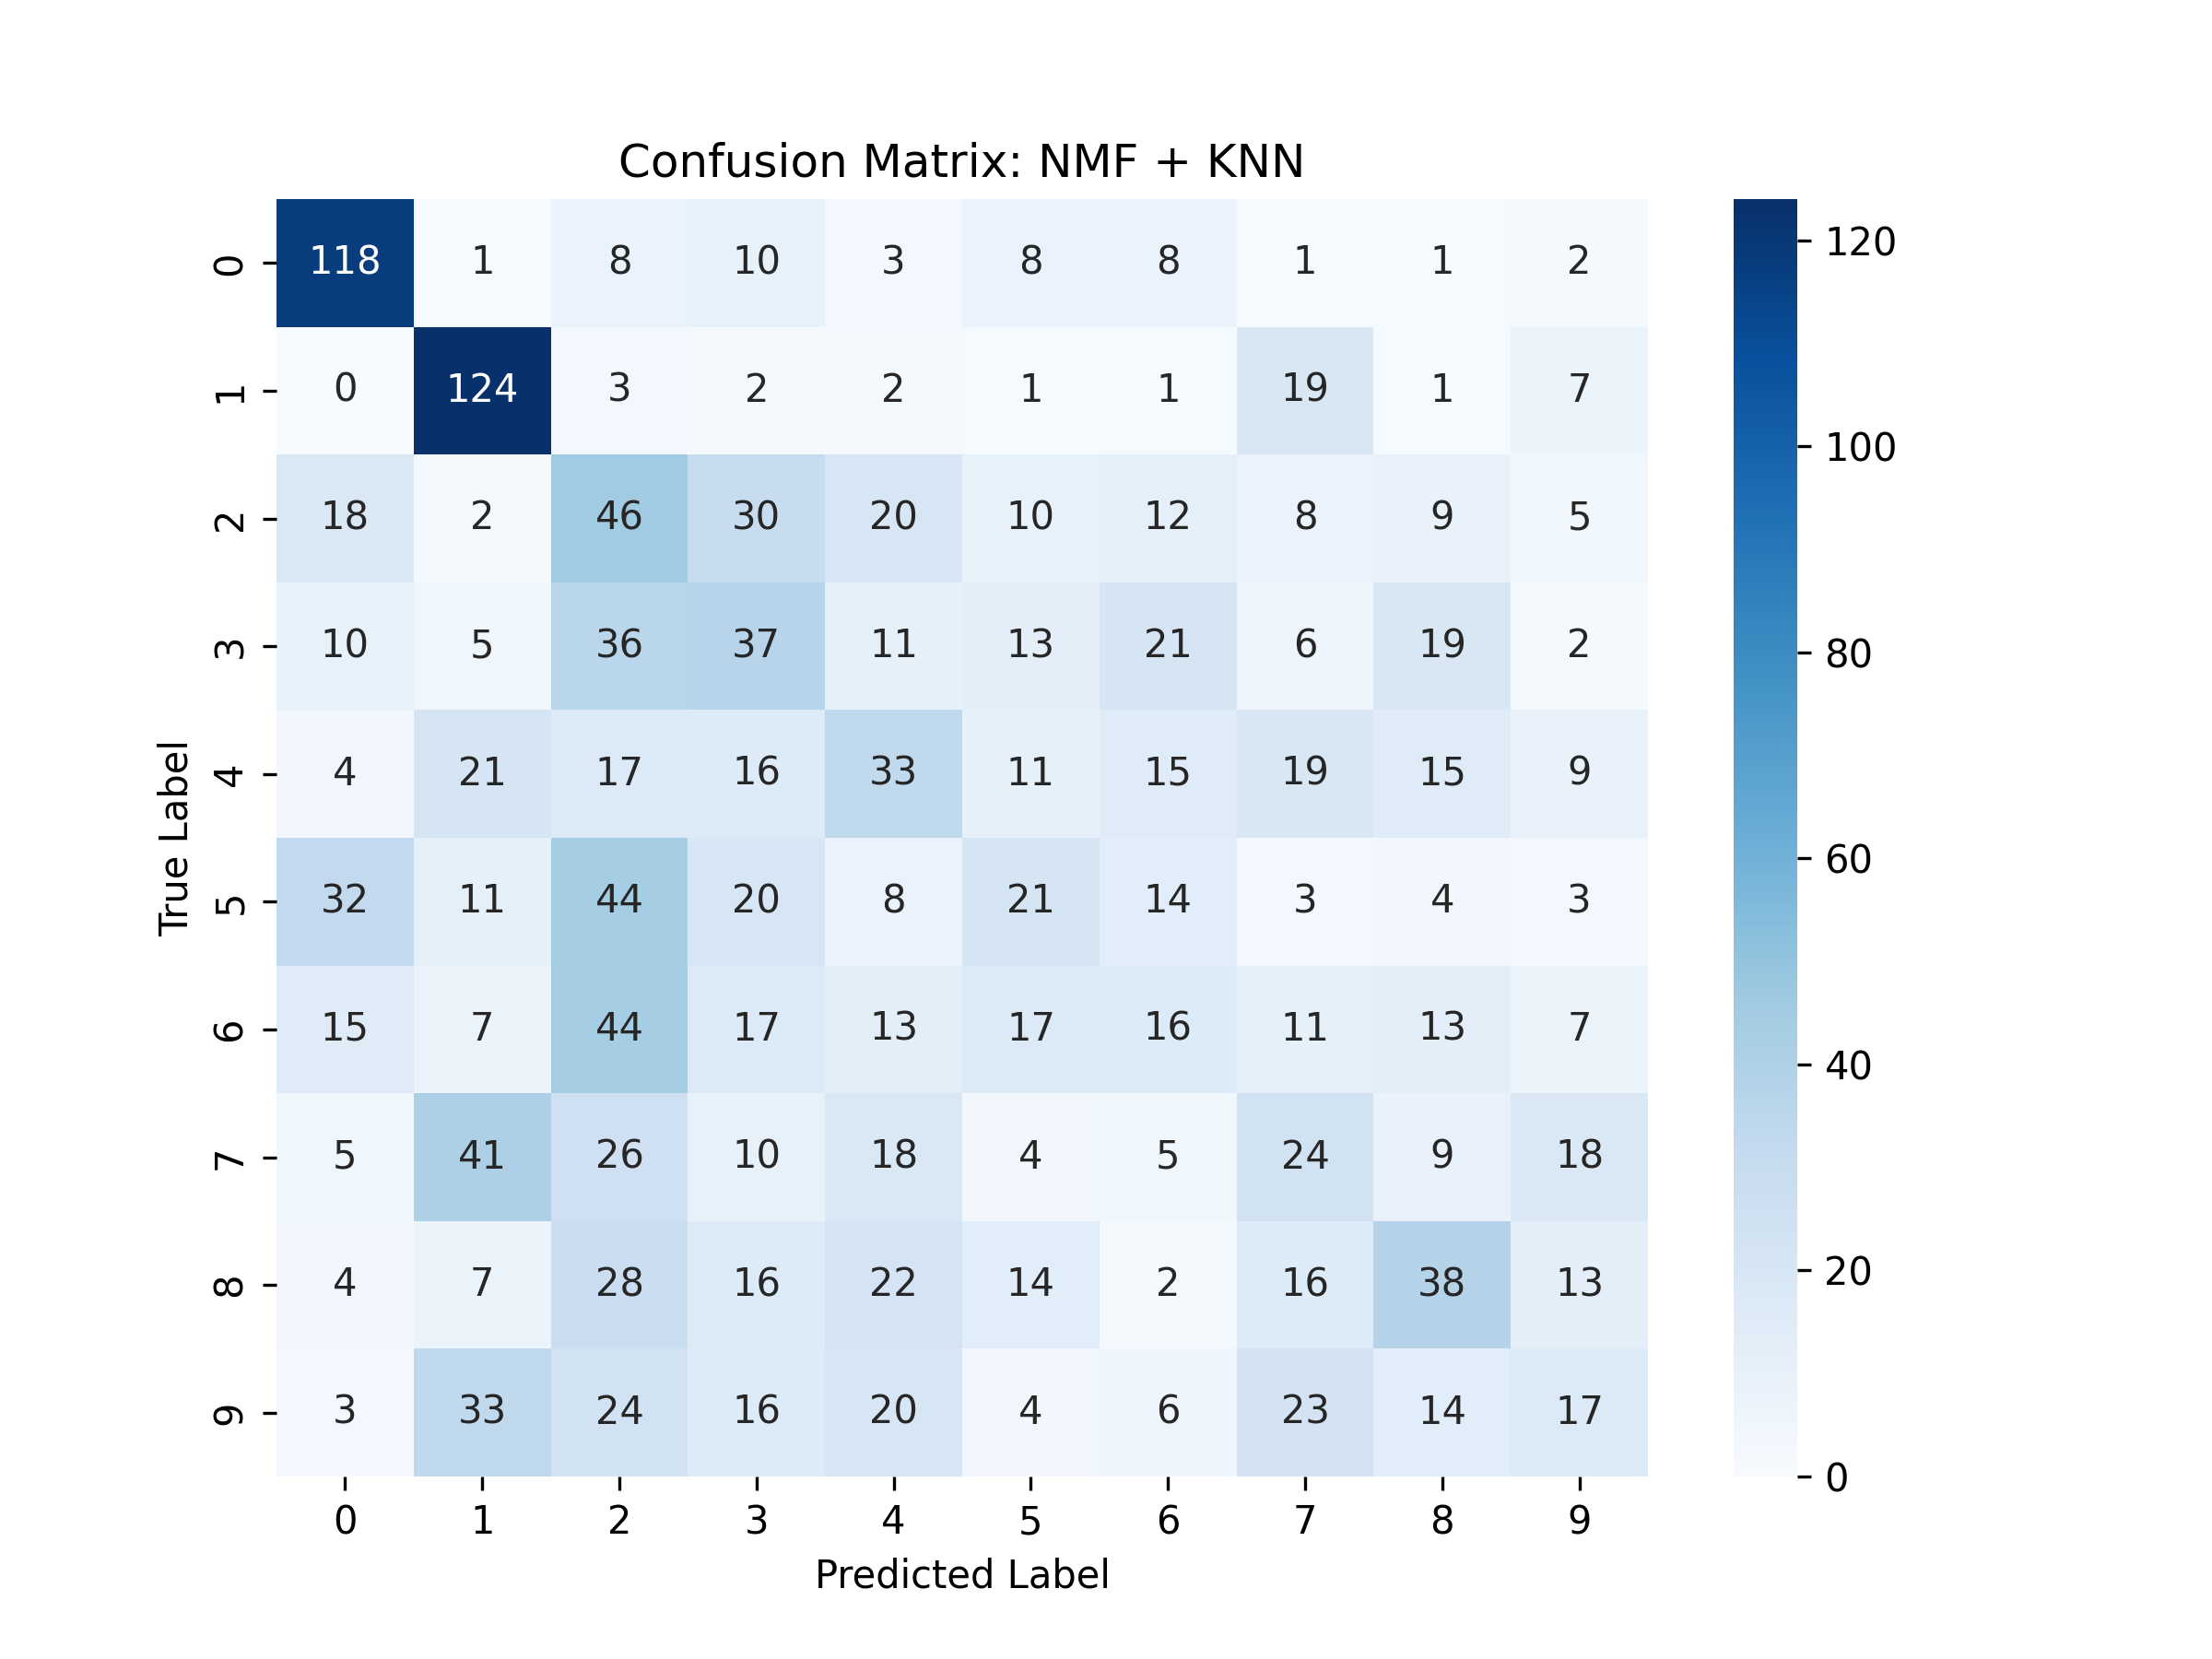 Confusion Matrix: NMF + KNN
0 118 1 8 10 3 8 8 1 1 2
1 0 124 3 2 2 1 1 19 1 7
2 18 2 46 30 20 10 12 8 9 5
3 10 5 36 37 11 13 21 6 19 2
4 4 21 17 16 33 11 15 19 15 9
5 32 11 44 20 8 21 14 3 4 3
6 15 7 44 17 13 17 16 11 13 7
7 5 41 26 10 18 4 5 24 9 18
8 4 7 28 16 22 14 2 16 38 13
9 3 33 24 16 20 4 6 23 14 17
0 1 2 3 4 5 6 7 8 9
Predicted Label
True Label
120
100
80
60
40
20
0